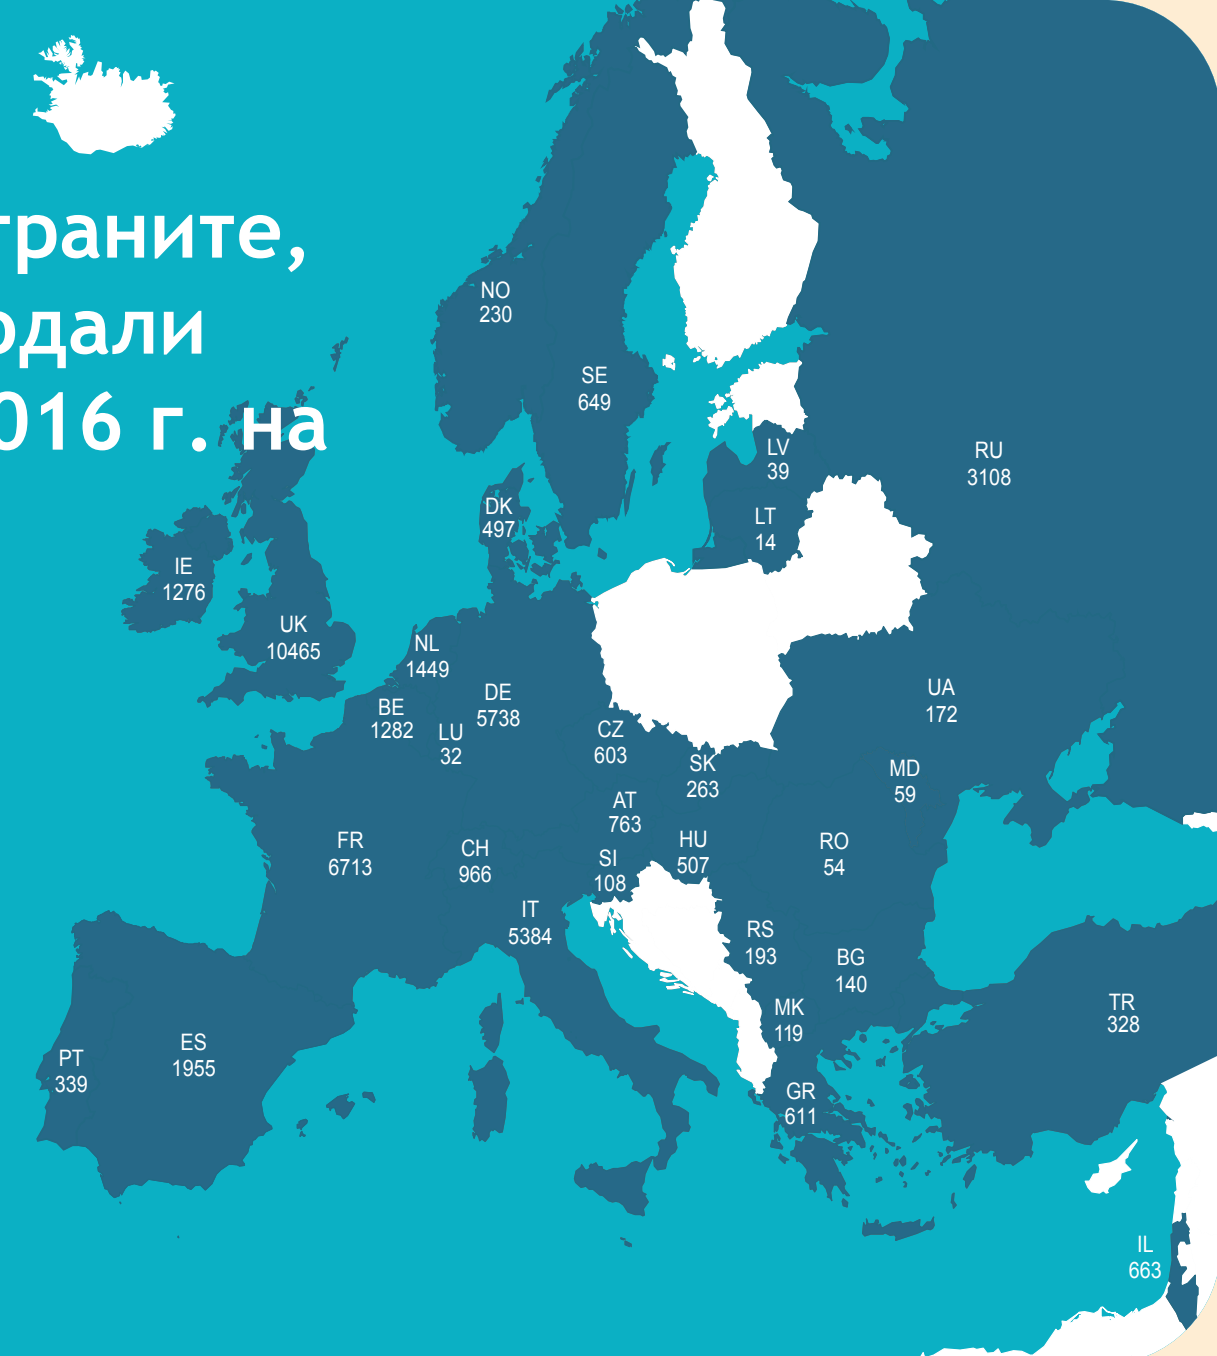 траните,
одали
016 г. на
NO
230
SE
649
LV
39
RU
3108
DK
497
LT
14
IE
1276
UK
10465
NL
1449
DE
5738
BE
1282
LU
32
CZ
603
SK
263
UA
172
MD
59
AT
763
FR
6713
CH
966
HU
507
SI
108
RO
54
IT
5384
RS
193
BG
140
MK
119
TR
328
PT
339
ES
1955
GR
611
IL
663